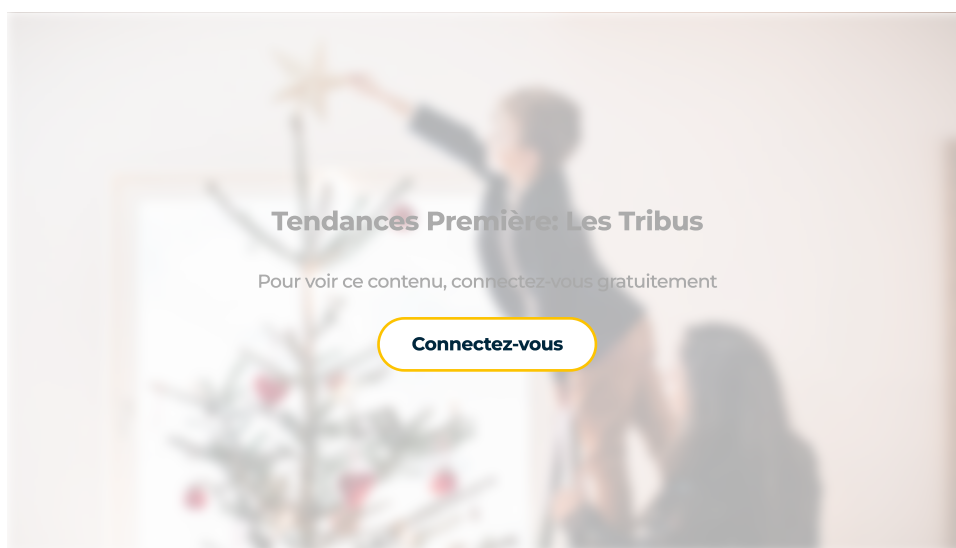 Tendances Première: Les Tribus
Pour voir ce contenu, connectez-vous gratuitement
Connectez-vous